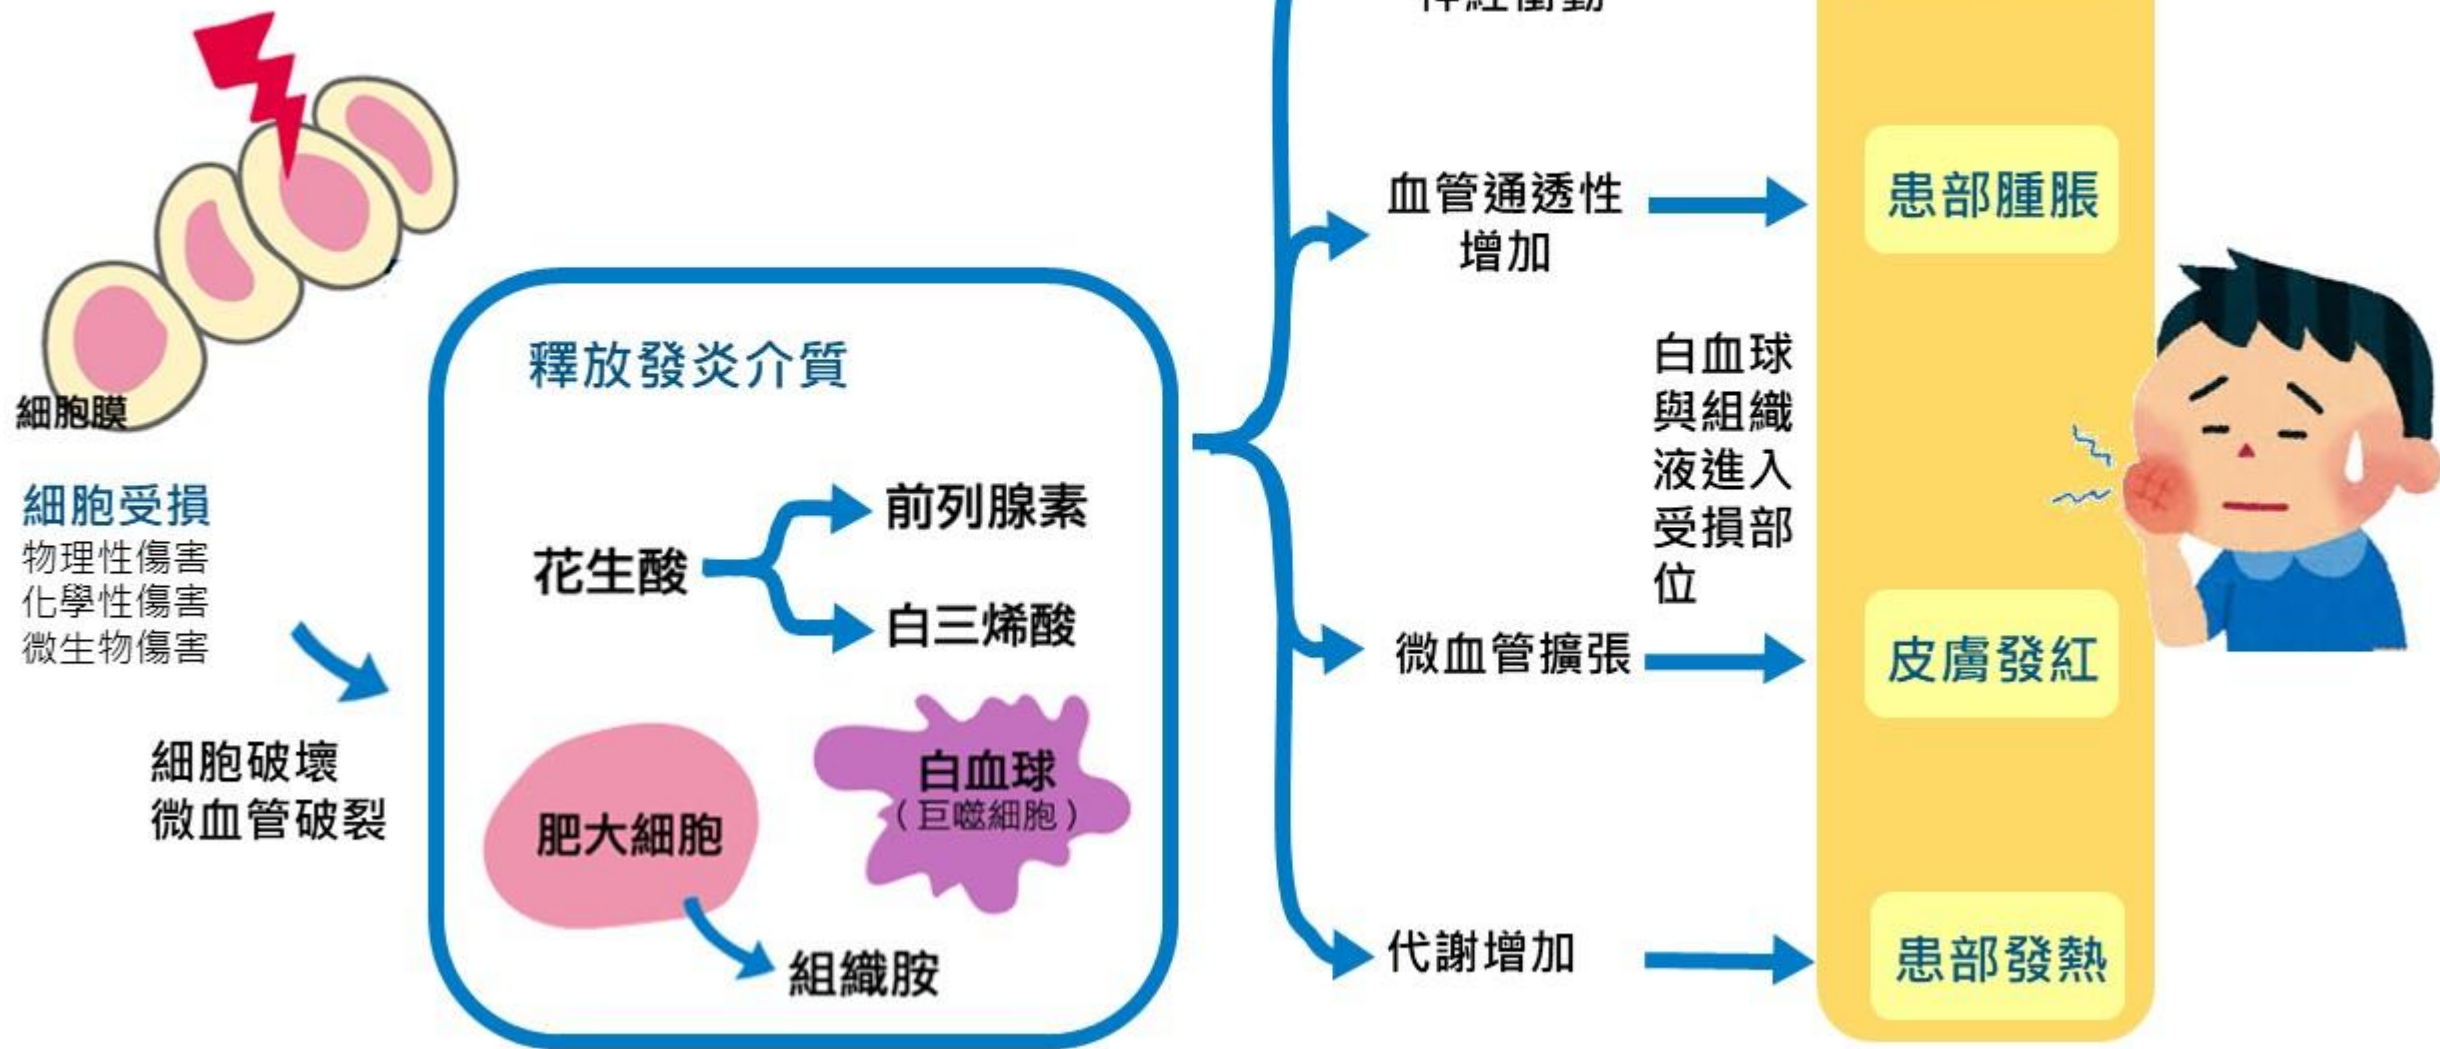 血管通透性
增加
患部腫脹
細胞膜
細胞受損
物理性傷害
化學性傷害
微生物傷害
細胞破壞
微血管破裂
釋放發炎介質
花生酸
前列腺素
白三烯酸
肥大細胞
白血球
（巨噬細胞）
組織胺
白血球
與組織
液進入
受損部
位
微血管擴張
皮膚發紅
代謝增加
患部發熱